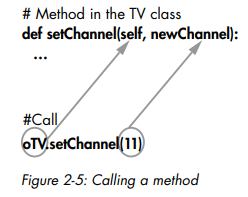 # Method in the TV class
def setChannel(self, newChannel):
...
#Call
oTV.setChannel(11)
Figure 2-5: Calling a method